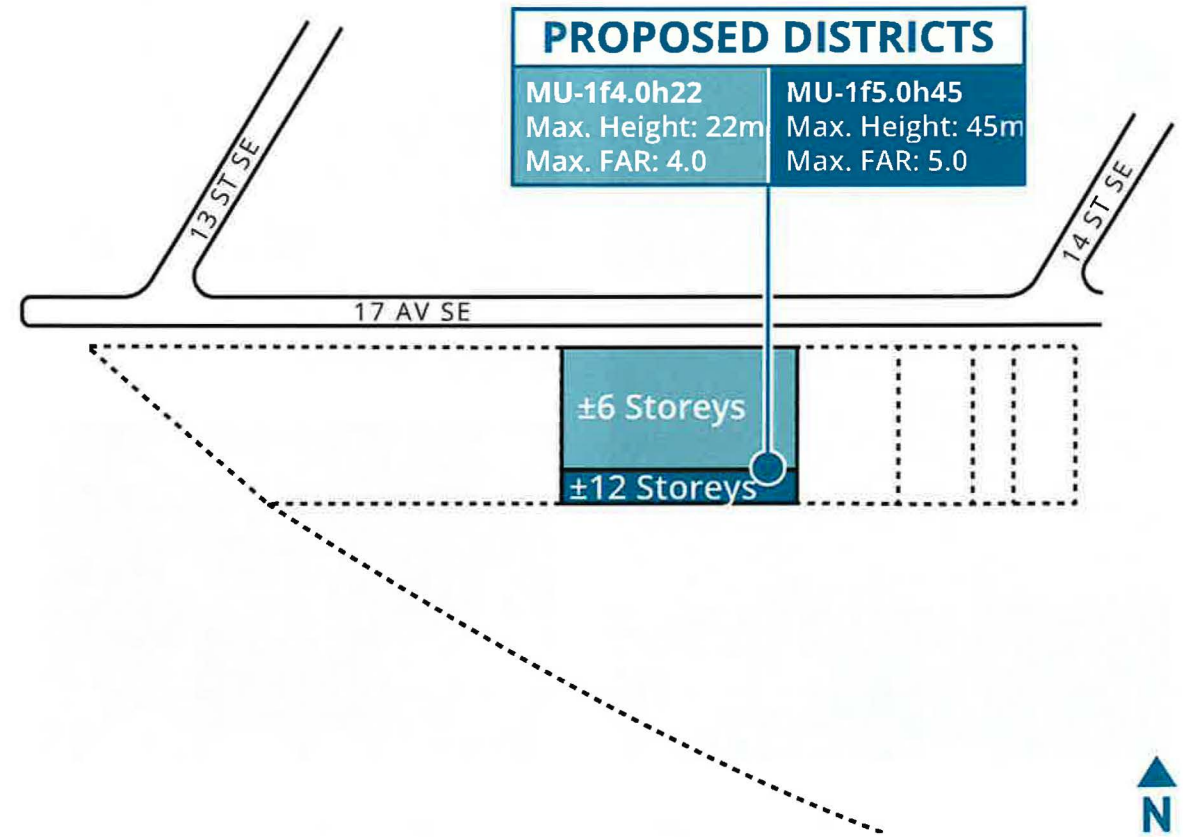 PROPOSED DISTRICTS
MU-1f4.0h22
Max. Height: 22m
Max. FAR: 4.0
MU-1f5.0h45
Max. Height: 45m
Max. FAR: 5.0
13 ST SE
14 ST SE
17 AV SE
±6 Storeys
±12 Storeys
N